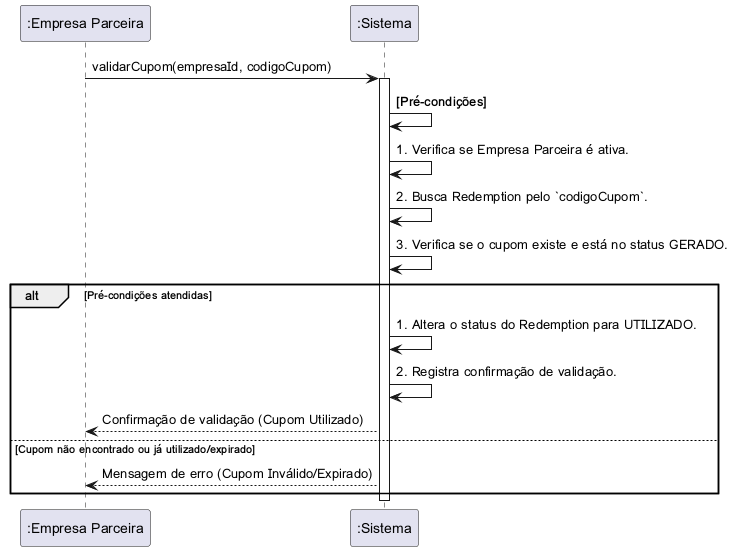 :Empresa Parceira
:Sistema
validarCupom(empresaId, codigoCupom)
[Pré-condições]
1. Verifica se Empresa Parceira é ativa.
2. Busca Redemption pelo `codigoCupom`.
3. Verifica se o cupom existe e está no status GERADO.
alt
[Pré-condições atendidas]
1. Altera o status do Redemption para UTILIZADO.
2. Registra confirmação de validação.
Confirmação de validação (Cupom Utilizado)
[Cupom não encontrado ou já utilizado/expirado]
Mensagem de erro (Cupom Inválido/Expirado)
:Empresa Parceira
:Sistema